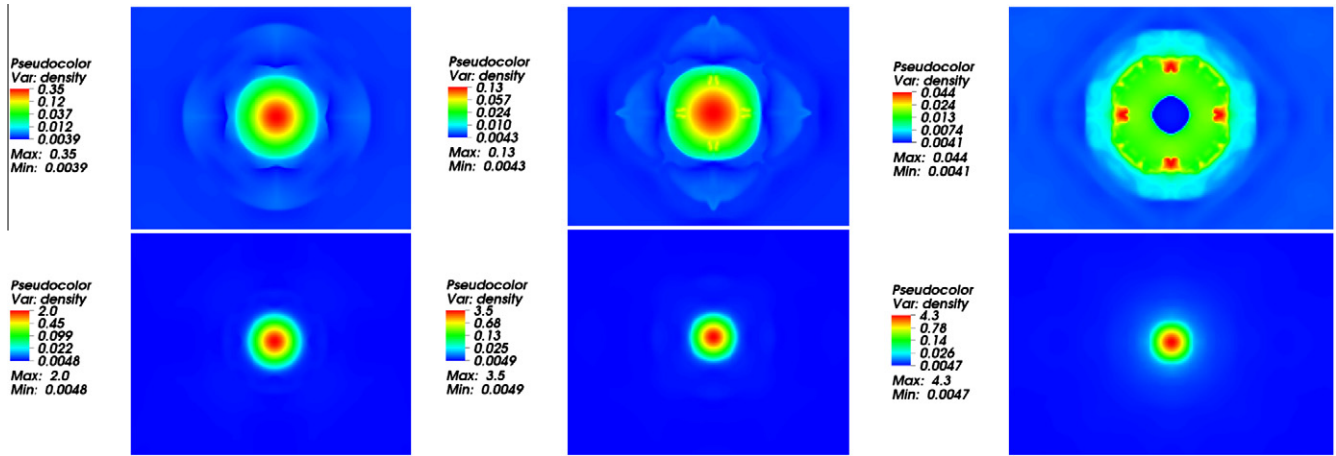 Pseudocolor
Var: density
0.35
0.12
0.037
0.012
0.0039
Max: 0.35
Min: 0.0039
Pseudocolor
Var: density
0.13
0.057
0.024
0.010
0.0043
Max: 0.13
Min: 0.0043
Pseudocolor
Var: density
0.044
0.024
0.013
0.0074
0.0041
Max: 0.044
Min: 0.0041
Pseudocolor
Var: density
2.0
0.45
0.099
0.022
0.0048
Max: 2.0
Min: 0.0048
Pseudocolor
Var: density
3.5
0.68
0.13
0.025
0.0049
Max: 3.5
Min: 0.0049
Pseudocolor
Var: density
4.3
0.78
0.14
0.026
0.0047
Max: 4.3
Min: 0.0047